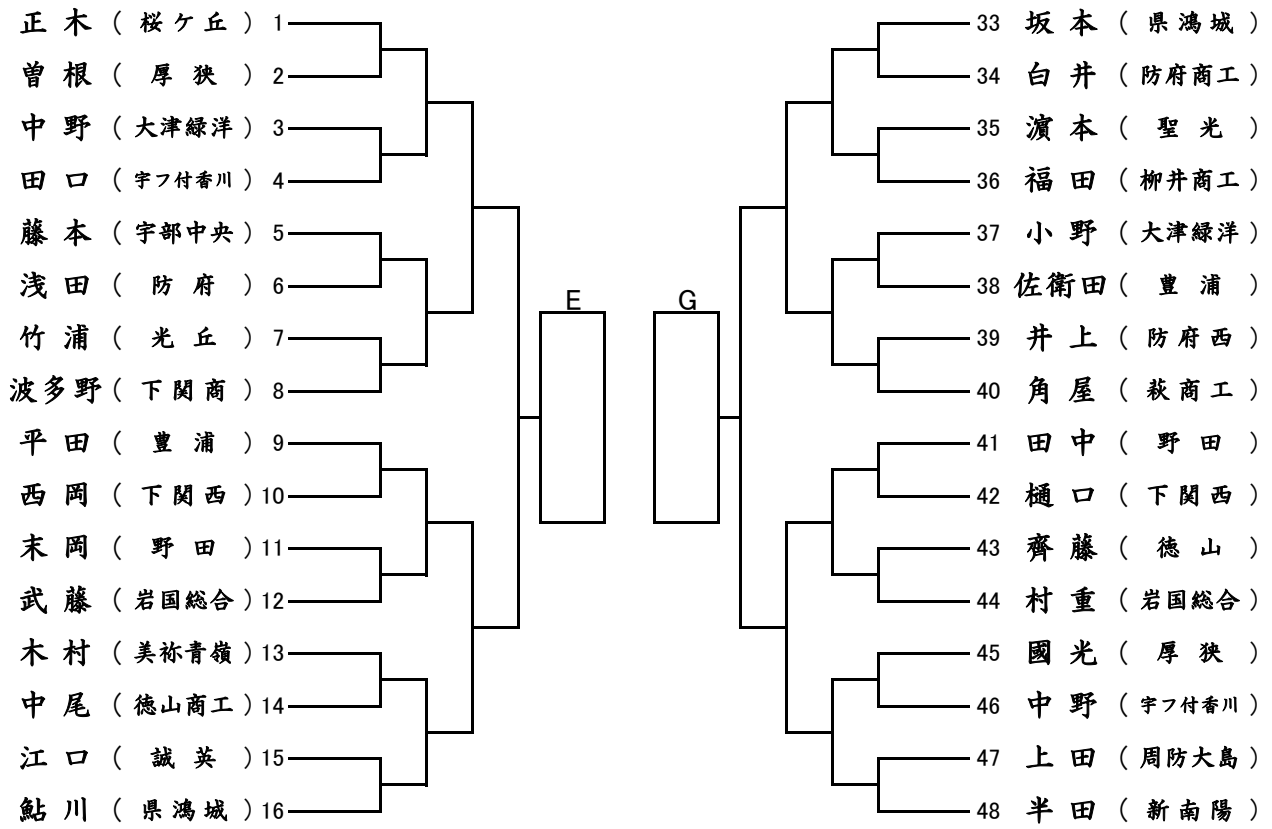 正木（桜ケ丘）1
曽根（厚狭）2
中野（大津緑洋）3
田口（宇フ付香川）4
藤本（宇部中央）5
浅田（防府）6
竹浦（光丘）7
波多野（下関商）8
平田（豊浦）9
西岡（下関西）10
末岡（野田）11
武藤（岩国総合）12
木村（美祢青嶺）13
中尾（徳山商工）14
江口（誠英）15
鮎川（県鴻城）16
E
G
33 坂本（県鴻城）
34 白井（防府商工）
35 濵本（聖光）
36 福田（柳井商工）
37 小野（大津緑洋）
38 佐衛田（豊浦）
39 井上（防府西）
40 角屋（萩商工）
41 田中（野田）
42 樋口（下関西）
43 齊藤（徳山）
44 村重（岩国総合）
45 國光（厚狭）
46 中野（宇フ付香川）
47 上田（周防大島）
48 半田（新南陽）